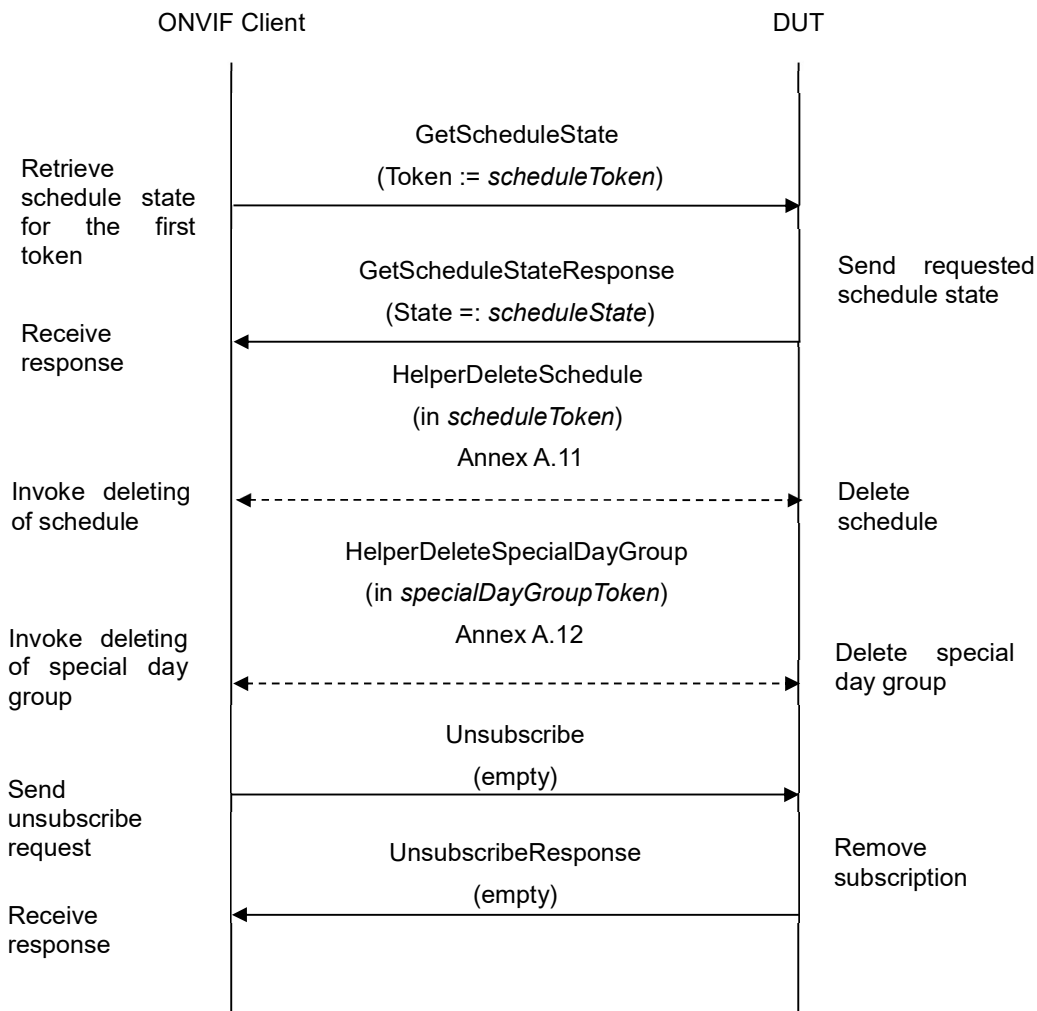 ONVIF Client
DUT
GetScheduleState
(Token := scheduleToken)
Retrieve
schedule state
for the first
token
GetScheduleStateResponse
(State =: scheduleState)
Send requested
schedule state
Receive
response
HelperDeleteSchedule
(in scheduleToken)
Annex A.11
Invoke deleting
of schedule
Delete
schedule
HelperDeleteSpecialDayGroup
(in specialDayGroupToken)
Annex A.12
Invoke deleting
of special day
group
Delete special
day group
Unsubscribe
(empty)
Send
unsubscribe
request
UnsubscribeResponse
(empty)
Remove
subscription
Receive
response